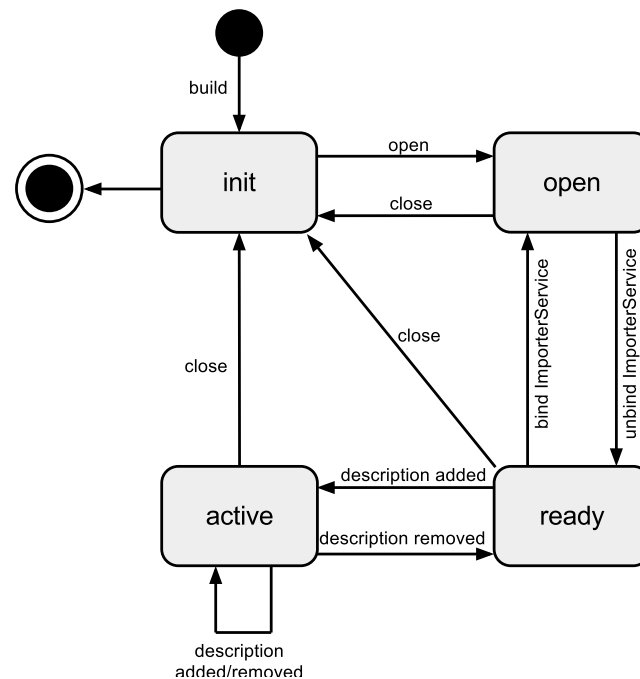 build
init
open
open
close
close
close
bind ImporterService
unbind ImporterService
description added
active
ready
description removed
description
added/removed